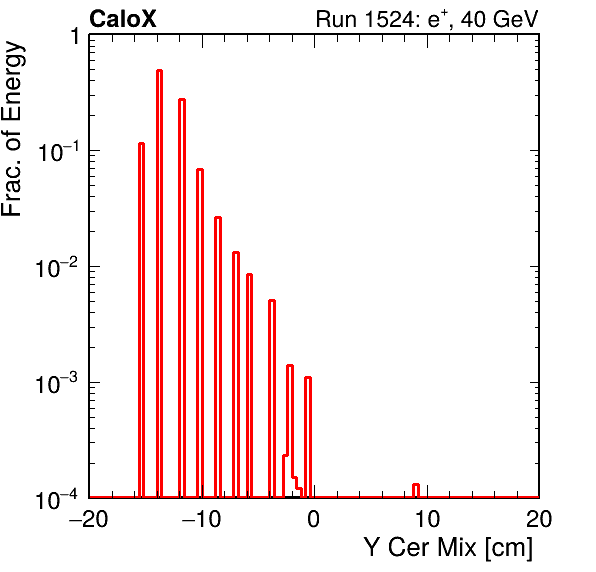 CaloX Run 1524: e⁺, 40 GeV
Frac. of Energy
1
10⁻¹
10⁻²
10⁻³
10⁻⁴
−20 −10 0 10 20
Y Cer Mix [cm]